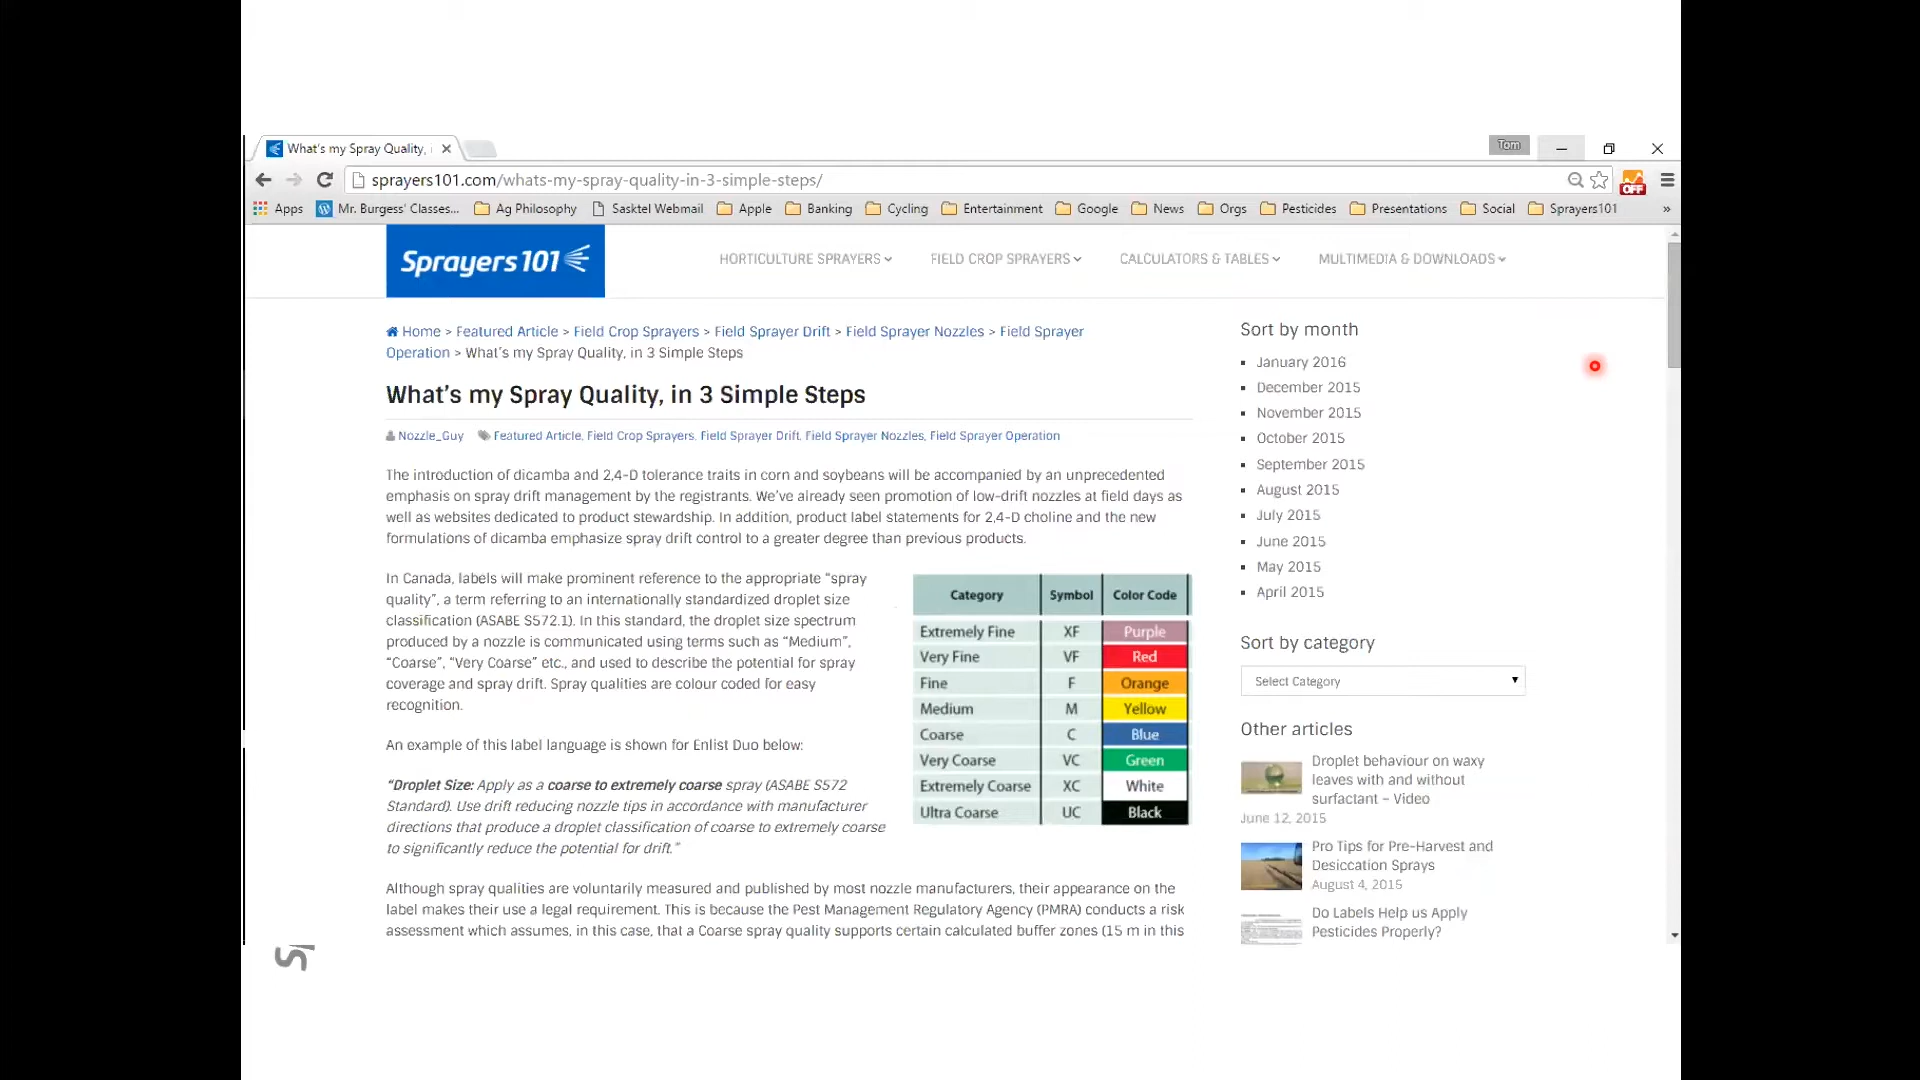 What's my Spray Quality, i
Tom
sprayers101.com/whats-my-spray-quality-in-3-simple-steps/
OFF
Apps Mr. Burgess' Classes... Ag Philosophy Sasktel Webmail Apple Banking Cycling Entertainment Google News Orgs Pesticides Presentations Social Sprayers101 »
Sprayers101
HORTICULTURE SPRAYERS FIELD CROP SPRAYERS CALCULATORS & TABLES MULTIMEDIA & DOWNLOADS
Home > Featured Article > Field Crop Sprayers > Field Sprayer Drift > Field Sprayer Nozzles > Field Sprayer
Operation > What's my Spray Quality, in 3 Simple Steps
What's my Spray Quality, in 3 Simple Steps
Nozzle_Guy Featured Article, Field Crop Sprayers, Field Sprayer Drift, Field Sprayer Nozzles, Field Sprayer Operation
The introduction of dicamba and 2,4-D tolerance traits in corn and soybeans will be accompanied by an unprecedented
emphasis on spray drift management by the registrants. We've already seen promotion of low-drift nozzles at field days as
well as websites dedicated to product stewardship. In addition, product label statements for 2,4-D choline and the new
formulations of dicamba emphasize spray drift control to a greater degree than previous products.
In Canada, labels will make prominent reference to the appropriate "spray
quality", a term referring to an internationally standardized droplet size
classification (ASABE S572.1). In this standard, the droplet size spectrum
produced by a nozzle is communicated using terms such as "Medium",
"Coarse", "Very Coarse" etc., and used to describe the potential for spray
coverage and spray drift. Spray qualities are colour coded for easy
recognition.
An example of this label language is shown for Enlist Duo below:
"Droplet Size: Apply as a coarse to extremely coarse spray (ASABE S572
Standard). Use drift reducing nozzle tips in accordance with manufacturer
directions that produce a droplet classification of coarse to extremely coarse
to significantly reduce the potential for drift."
Category Symbol Color Code
Extremely Fine XF Purple
Very Fine VF Red
Fine F Orange
Medium M Yellow
Coarse C Blue
Very Coarse VC Green
Extremely Coarse XC White
Ultra Coarse UC Black
Although spray qualities are voluntarily measured and published by most nozzle manufacturers, their appearance on the
label makes their use a legal requirement. This is because the Pest Management Regulatory Agency (PMRA) conducts a risk
assessment which assumes, in this case, that a Coarse spray quality supports certain calculated buffer zones (15 m in this
Sort by month
January 2016
December 2015
November 2015
October 2015
September 2015
August 2015
July 2015
June 2015
May 2015
April 2015
Sort by category
Select Category
Other articles
Droplet behaviour on waxy
leaves with and without
surfactant – Video
June 12, 2015
Pro Tips for Pre-Harvest and
Desiccation Sprays
August 4, 2015
Do Labels Help us Apply
Pesticides Properly?